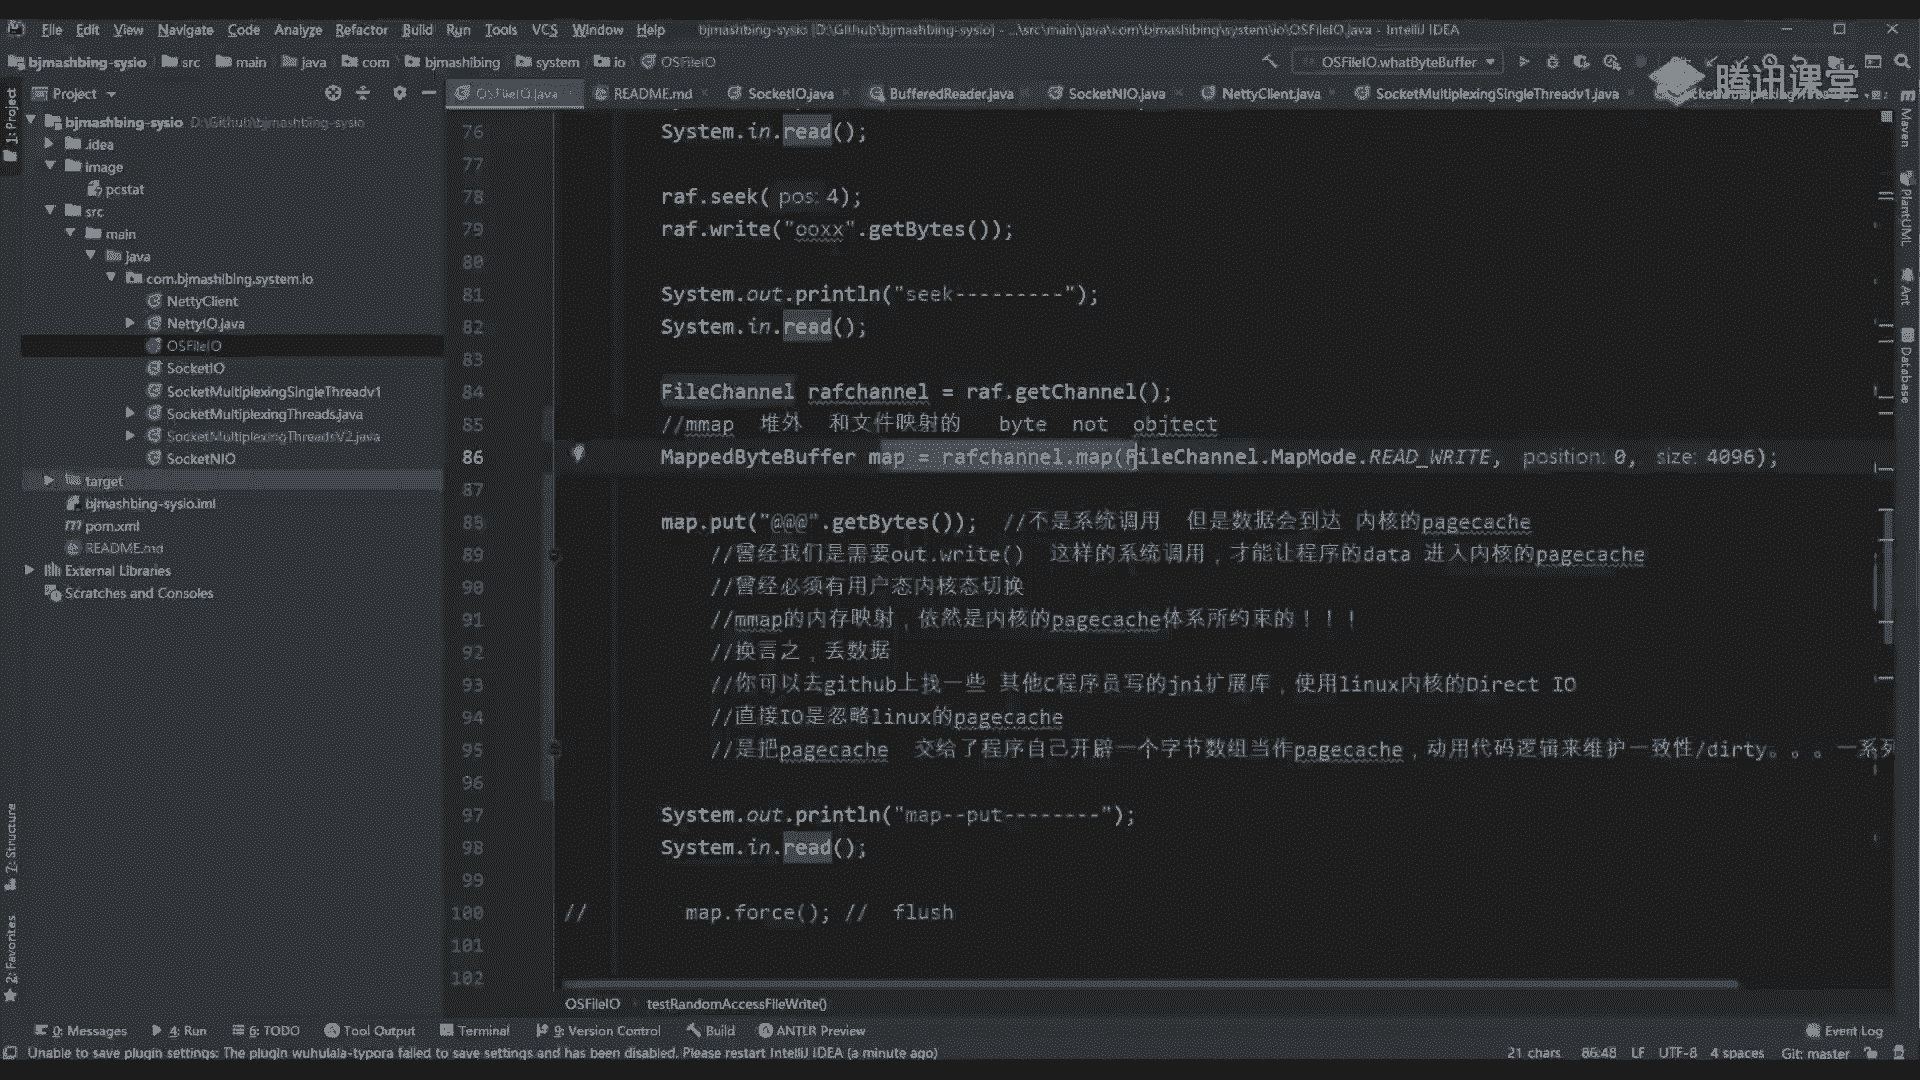 File Edit View Navigate Code Analyze Refactor Build Run Tools VCS Window Help bjmashbing-sysio [D:\Github\bjmashbing-sysio] - ...\src\main\java\com\bjmashibing\system\io\OSFileIO.java - IntelliJ IDEA
bjmashbing-sysio src main java com bjmashibing system io OSFileIO OSFileIO.whatByteBuffer
腾讯课堂
Project OSFileIO.java README.md SocketIO.java BufferedReader.java SocketNIO.java NettyClient.java SocketMultiplexingSingleThreadv1.java
1: Project
bjmashbing-sysio D:\Github\bjmashbing-sysio
.idea
image
pcstat
src
main
java
com.bjmashibing.system.io
NettyClient
NettyIO.java
OSFileIO
SocketIO
SocketMultiplexingSingleThreadv1
SocketMultiplexingThreads.java
SocketMultiplexingThreadsV2.java
SocketNIO
target
bjmashbing-sysio.iml
pom.xml
README.md
External Libraries
Scratches and Consoles
7: Structure
2: Favorites
76 System.in.read();
77
78 raf.seek( pos: 4);
79 raf.write("ooxx".getBytes());
80
81 System.out.println("seek---------");
82 System.in.read();
83
84 FileChannel rafchannel = raf.getChannel();
85 //mmap 堆外 和文件映射的 byte not objtect
86 MappedByteBuffer map = rafchannel.map(FileChannel.MapMode.READ_WRITE, position: 0, size: 4096);
87
88 map.put("@@@".getBytes()); //不是系统调用 但是数据会到达 内核的pagecache
89 //曾经我们是需要out.write() 这样的系统调用，才能让程序的data 进入内核的pagecache
90 //曾经必须有用户态内核态切换
91 //mmap的内存映射，依然是内核的pagecache体系所约束的！！！
92 //换言之，丢数据
93 //你可以去github上找一些 其他C程序员写的jni扩展库，使用linux内核的Direct IO
94 //直接IO是忽略linux的pagecache
95 //是把pagecache 交给了程序自己开辟一个字节数组当作pagecache，动用代码逻辑来维护一致性/dirty。。。一系列
96
97 System.out.println("map--put--------");
98 System.in.read();
99
100 // map.force(); // flush
101
102
Maven
PlantUML
Ant
Database
OSFileIO testRandomAccessFileWrite()
0: Messages 4: Run 6: TODO Tool Output Terminal 9: Version Control Build ANTLR Preview Event Log
Unable to save plugin settings: The plugin wuhulala-typora failed to save settings and has been disabled. Please restart IntelliJ IDEA (a minute ago) 21 chars 86:48 LF UTF-8 4 spaces Git: master